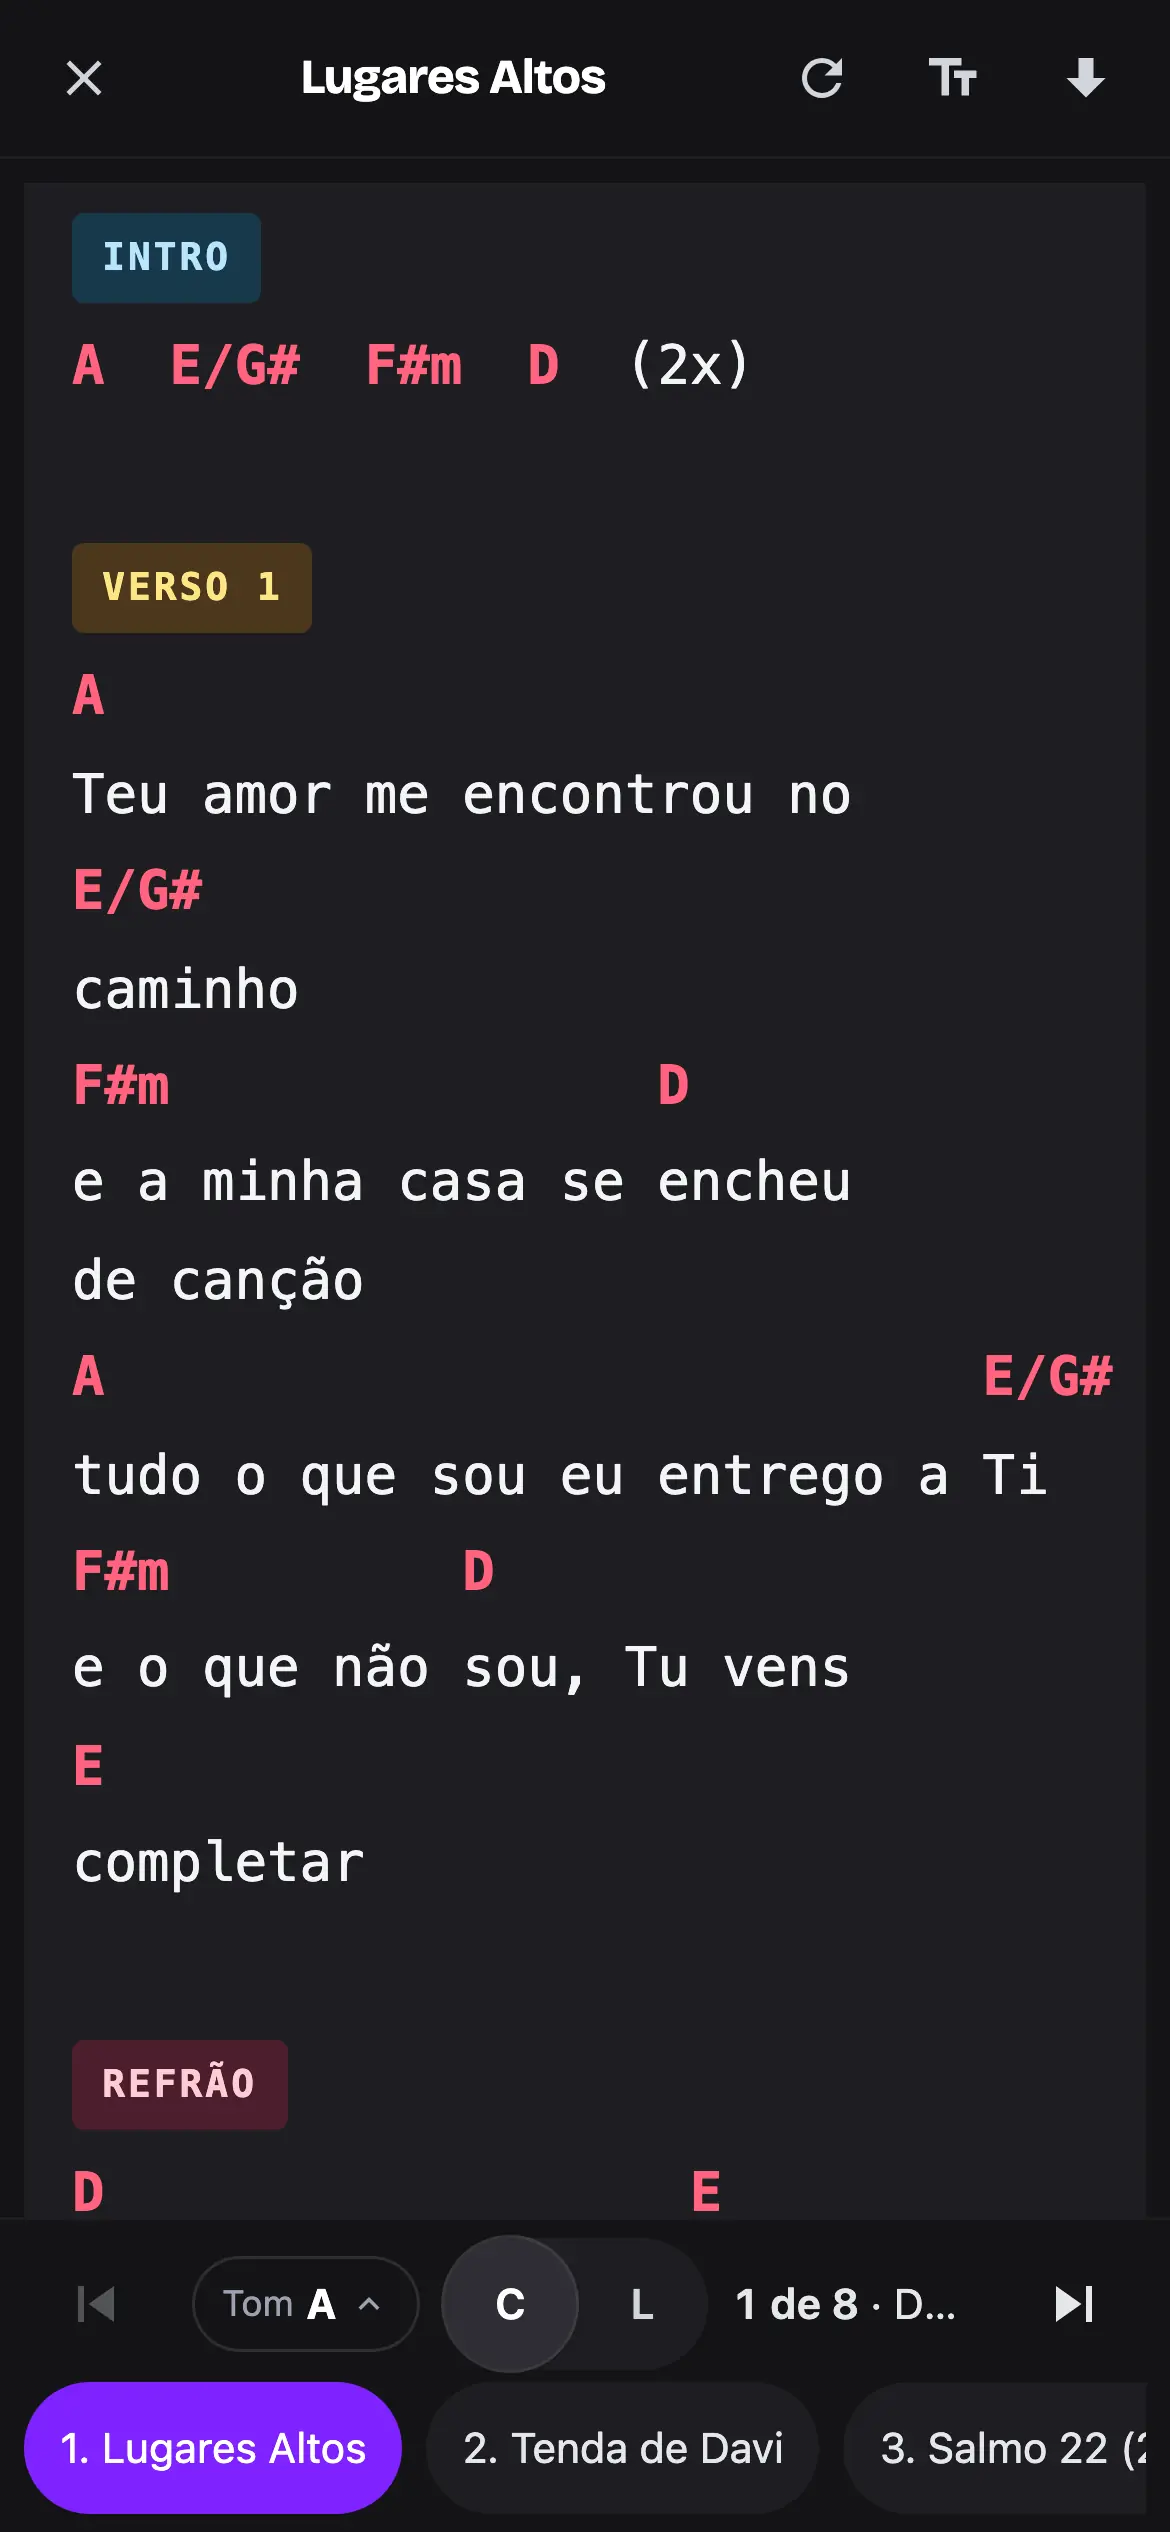 Lugares Altos
INTRO
A  E/G#  F#m  D  (2x)
VERSO 1
A
Teu amor me encontrou no
E/G#
caminho
F#m               D
e a minha casa se encheu
de canção
A                           E/G#
tudo o que sou eu entrego a Ti
F#m         D
e o que não sou, Tu vens
E
completar
REFRÃO
D                  E
Tom A C L 1 de 8 · D...
1. Lugares Altos 2. Tenda de Davi 3. Salmo 22 (2